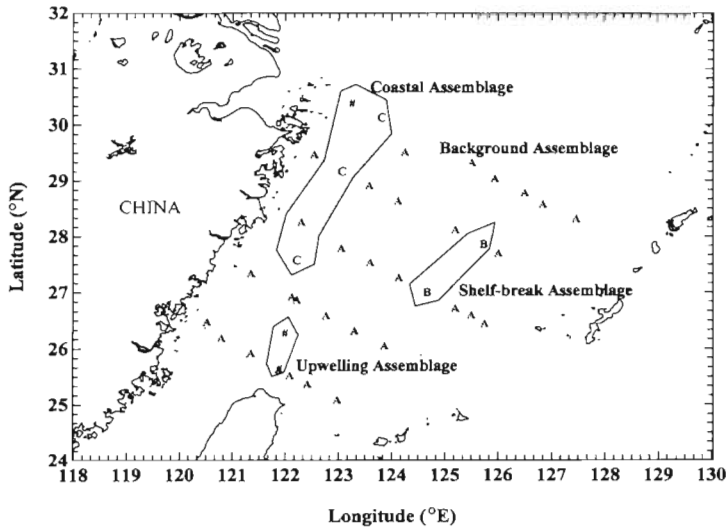 32
31
Coastal Assemblage
#
C
30
A A Background Assemblage
C A
29 A
A A
CHINA A A
A A
28 A B
C A A
A A
27 A B Shelf-break Assemblage
A A
A A A
A A A
26 # A A
A
Upwelling Assemblage
# A
A
25 A
24
118 119 120 121 122 123 124 125 126 127 128 129 130
Latitude (°N)
Longitude (°E)